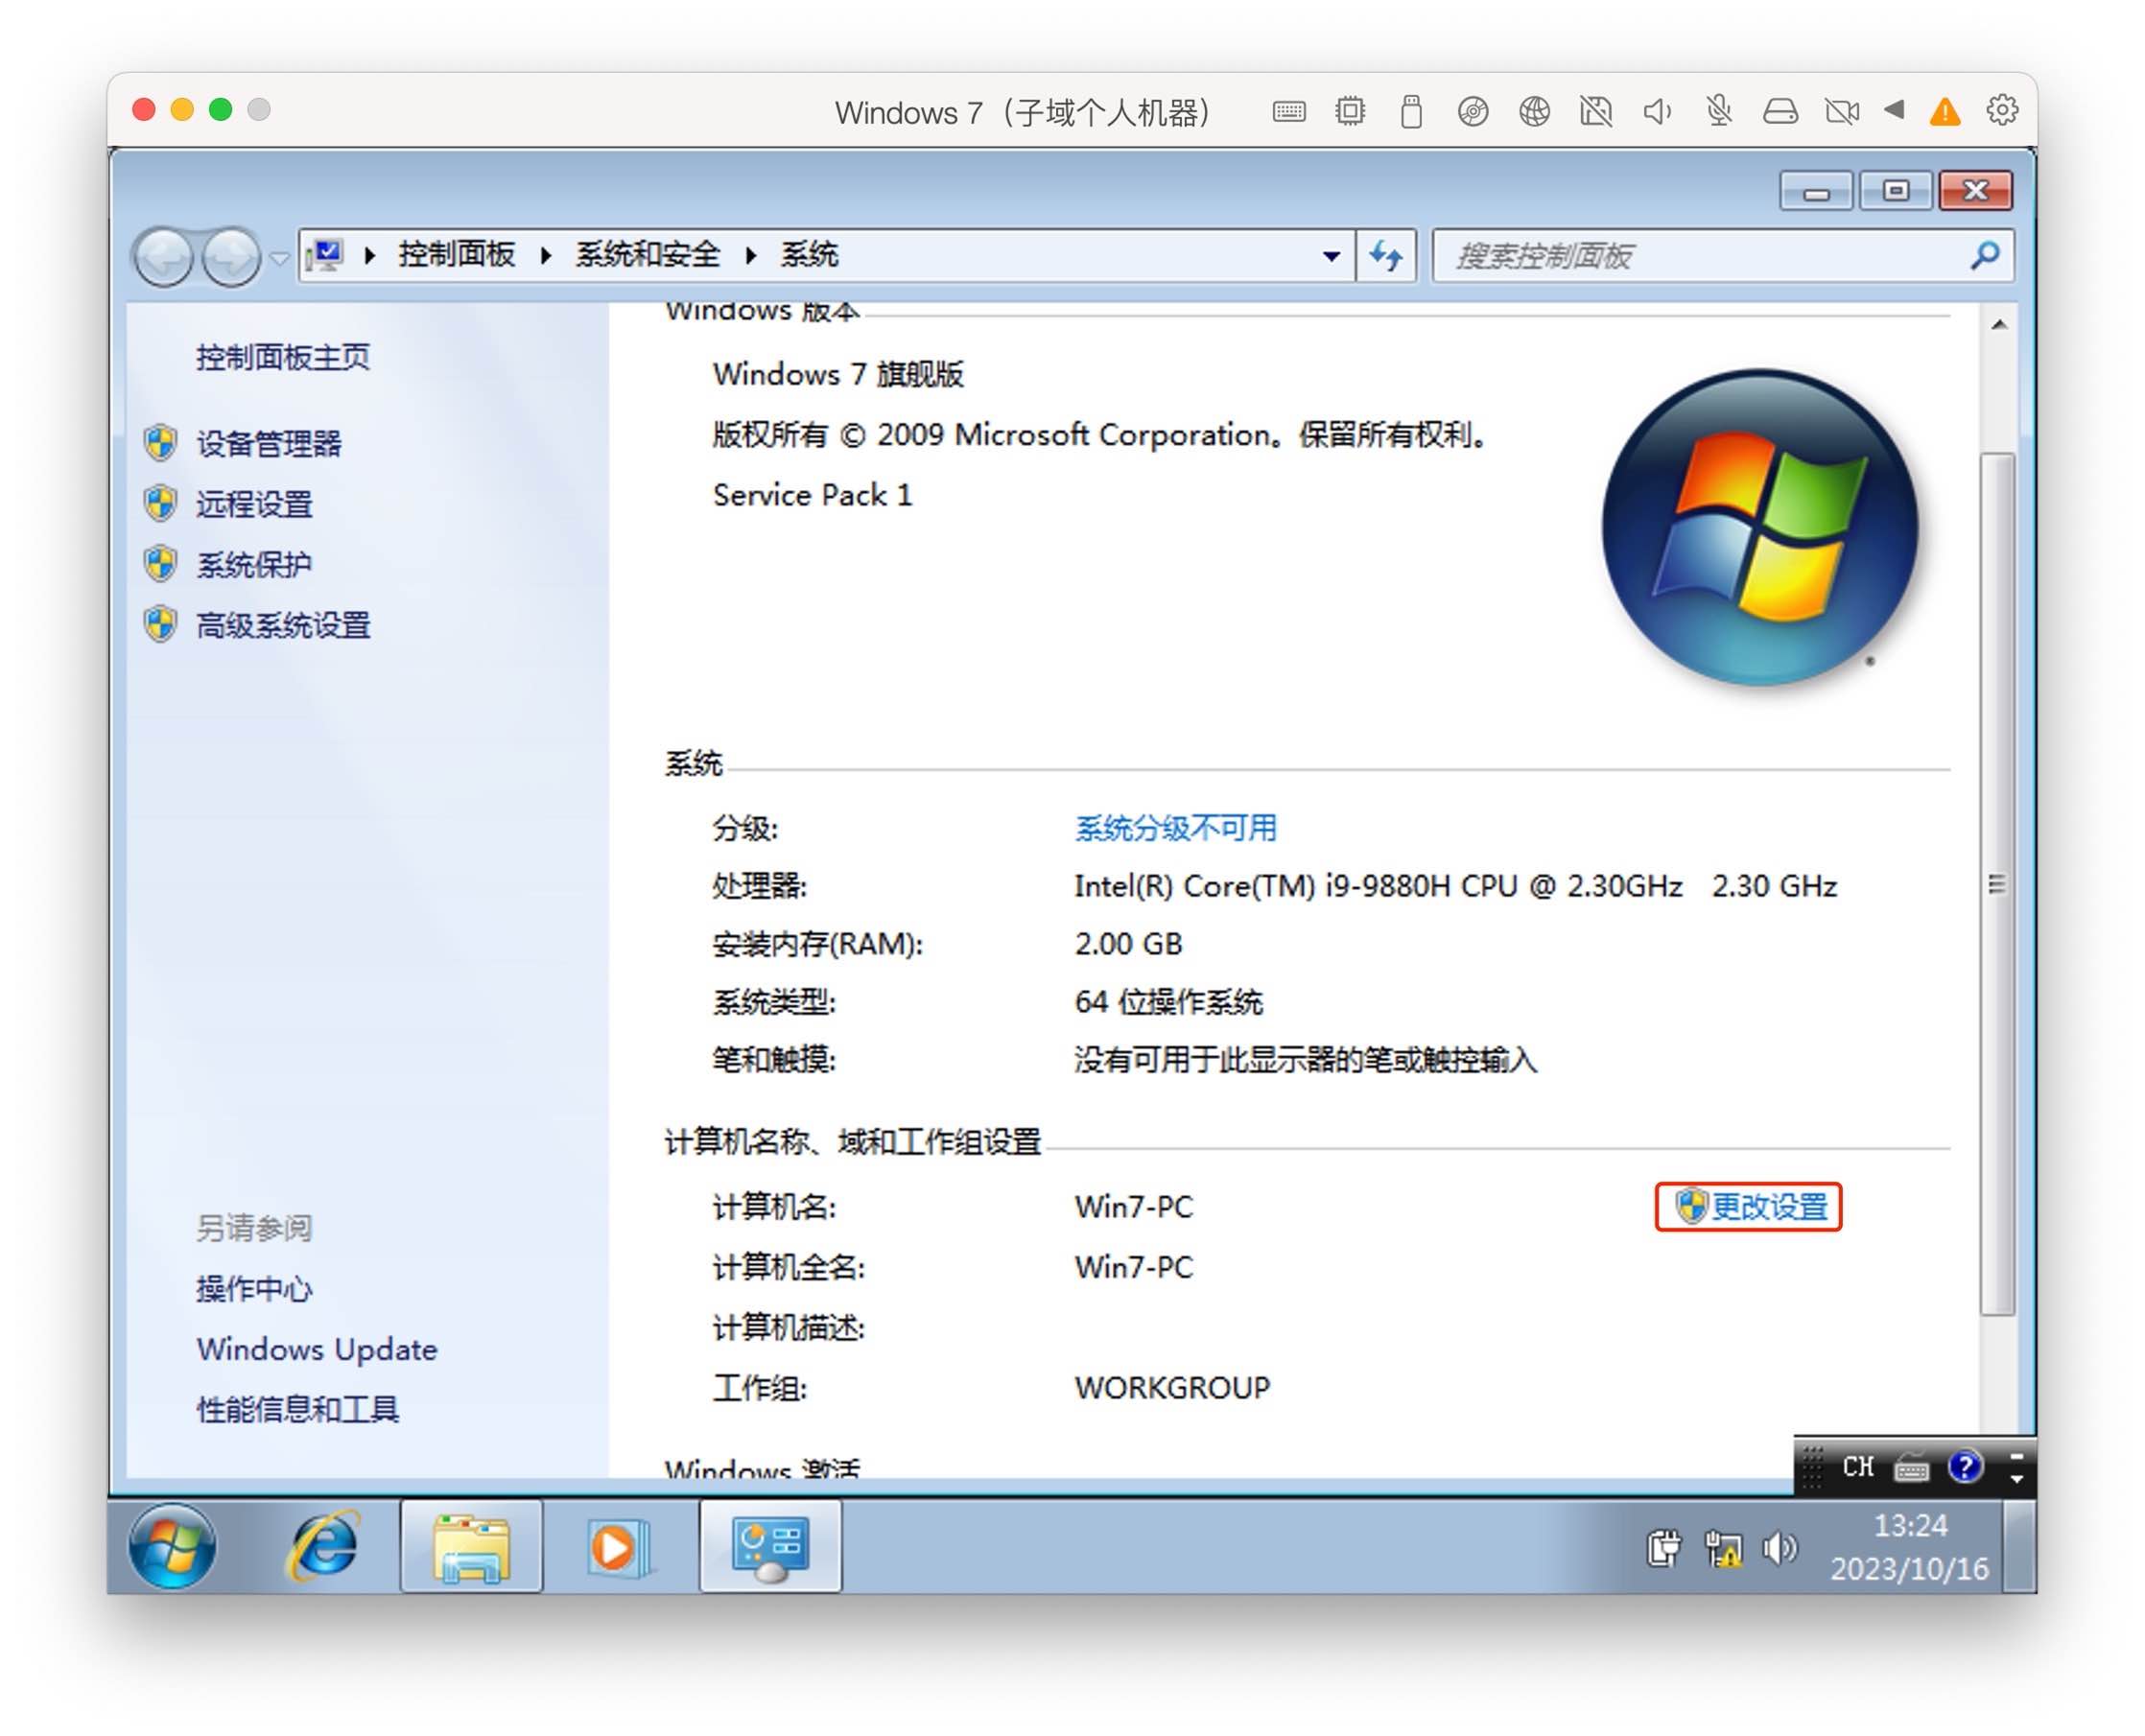 Windows 7（子域个人机器）
控制面板 系统和安全 系统 搜索控制面板
Windows 版本
控制面板主页
Windows 7 旗舰版
版权所有 © 2009 Microsoft Corporation。保留所有权利。
设备管理器
Service Pack 1
远程设置
系统保护
高级系统设置
系统
分级: 系统分级不可用
处理器: Intel(R) Core(TM) i9-9880H CPU @ 2.30GHz 2.30 GHz
安装内存(RAM): 2.00 GB
系统类型: 64 位操作系统
笔和触摸: 没有可用于此显示器的笔或触控输入
计算机名称、域和工作组设置
计算机名: Win7-PC 更改设置
计算机全名: Win7-PC
计算机描述:
工作组: WORKGROUP
另请参阅
操作中心
Windows Update
性能信息和工具
Windows 激活
CH
13:24
2023/10/16